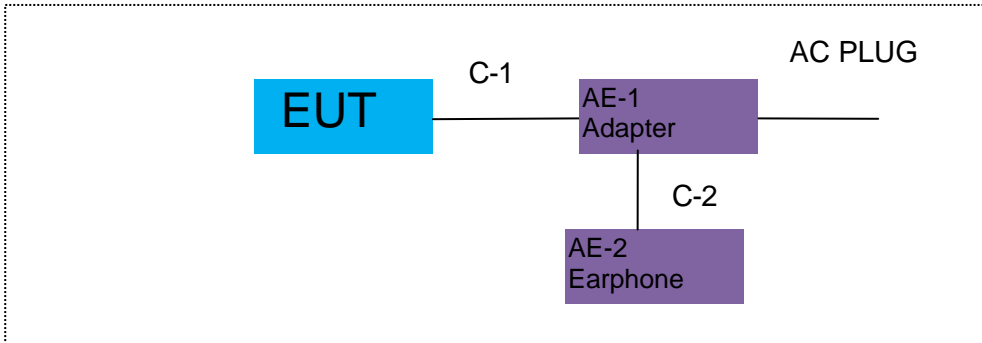 AC PLUG
C-1
EUT
AE-1
Adapter
C-2
AE-2
Earphone